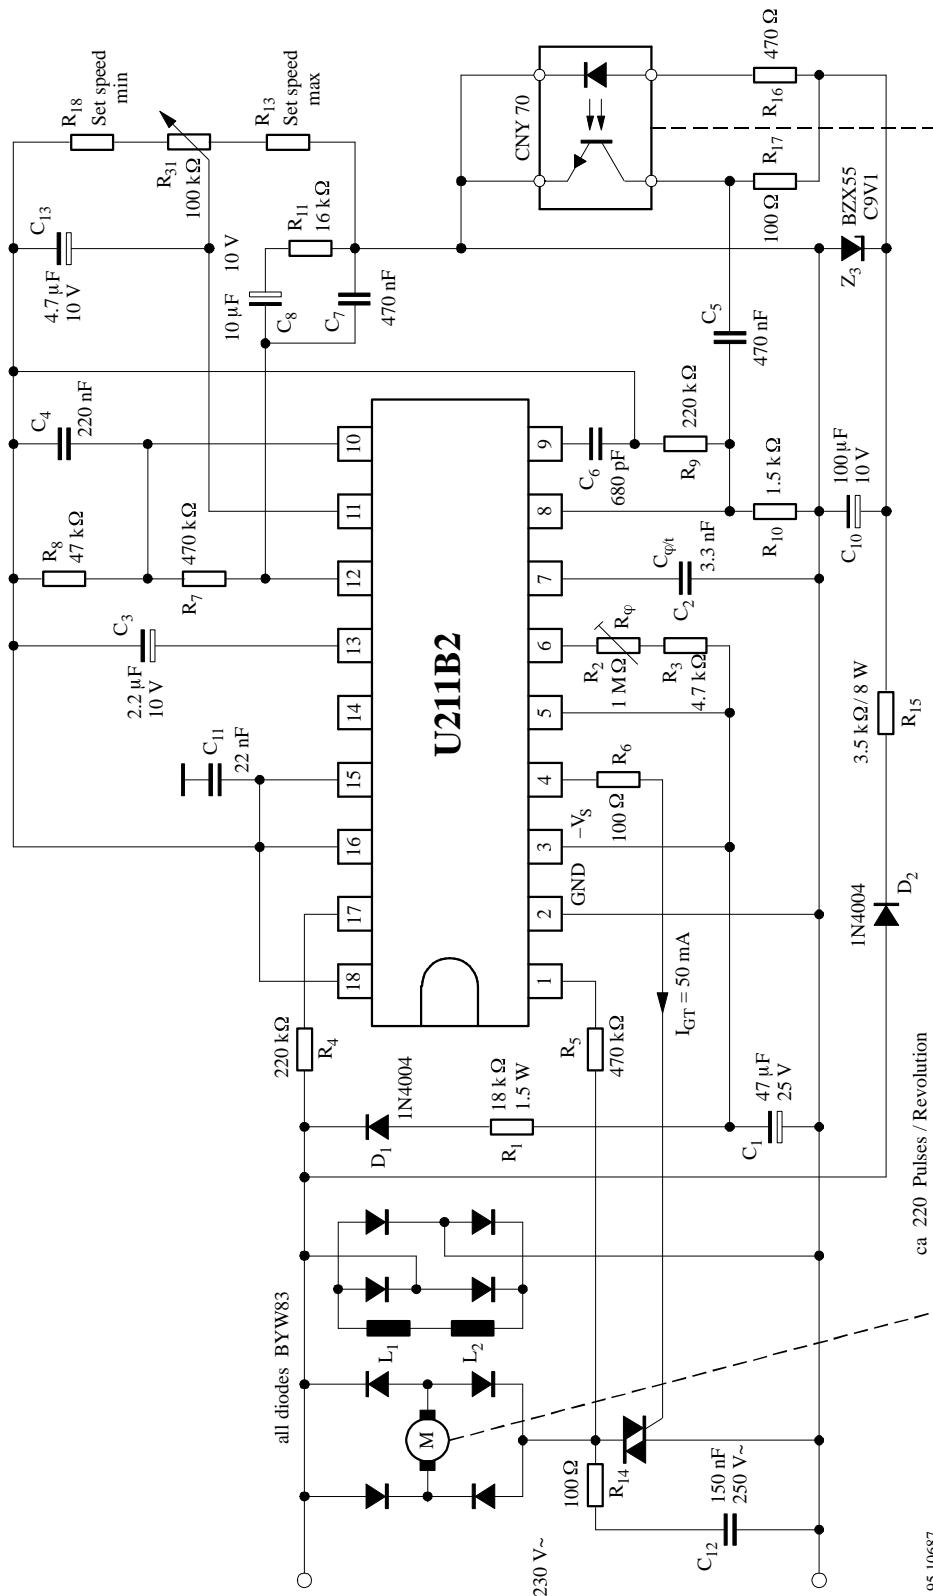 R18
Set speed
min
R31
100 kΩ
R13
Set speed
max
C13
4.7 μF
10 V
R11
16 kΩ
10 μF
10 V
C8
C7
470 nF
CNY 70
470 Ω
R16
R17
100 Ω
BZX55
C9V1
Z3
C4
220 nF
R8
47 kΩ
470 kΩ
R7
C3
2.2 μF
10 V
C11
22 nF
10
11
12
13
14
15
16
17
18
U211B2
9
8
7
6
5
4
3
2
1
C6
680 pF
220 kΩ
R9
C5
470 nF
1.5 kΩ
R10
100 μF
10 V
C10
Cφ/t
3.3 nF
C2
R2
1 MΩ
Rφ
R3
4.7 kΩ
R6
100 Ω
–VS
GND
IGT = 50 mA
3.5 kΩ / 8 W
R15
1N4004
D2
220 kΩ
R4
R5
470 kΩ
D1
1N4004
18 kΩ
1.5 W
R1
C1
47 μF
25 V
ca 220 Pulses / Revolution
all diodes BYW83
L1
L2
M
100 Ω
R14
150 nF
250 V~
C12
230 V~
95 10687